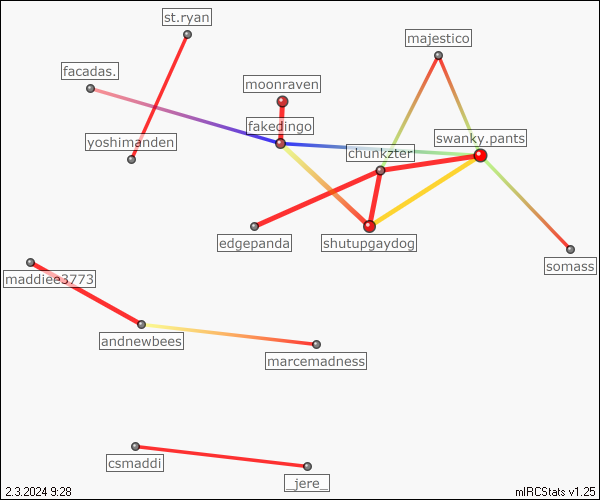 st.ryan
majestico
facadas.
moonraven
fakedingo
swanky.pants
yoshimanden
chunkzter
edgepanda
shutupgaydog
somass
maddiee3773
andnewbees
marcemadness
csmaddi
_jere_
2.3.2024 9:28
mIRCStats v1.25